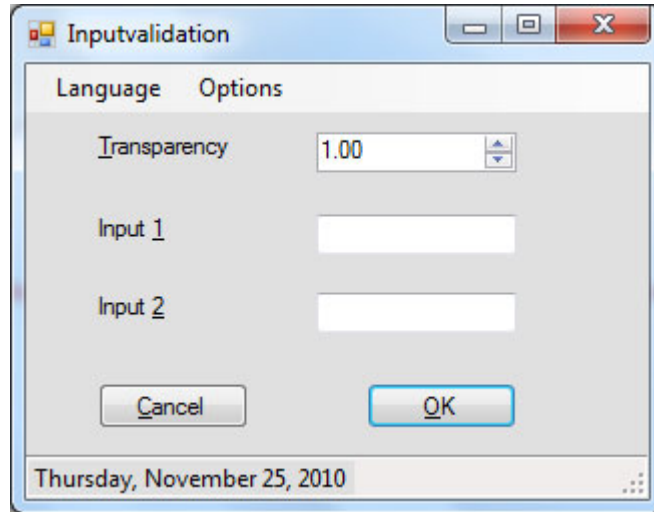 Inputvalidation
Language Options
Transparency 1.00
Input 1
Input 2
Cancel OK
Thursday, November 25, 2010